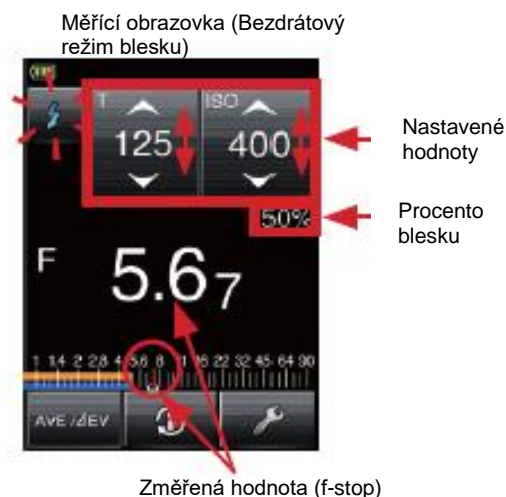 Měřící obrazovka (Bezdrátový
režim blesku)
T
125
ISO
400
Nastavené
hodnoty
50%
Procento
blesku
F
5.67
1 1.4 2 2.8 4 5.6 8 11 16 22 32 45 64 90
AVE/⊿EV
Změřená hodnota (f-stop)